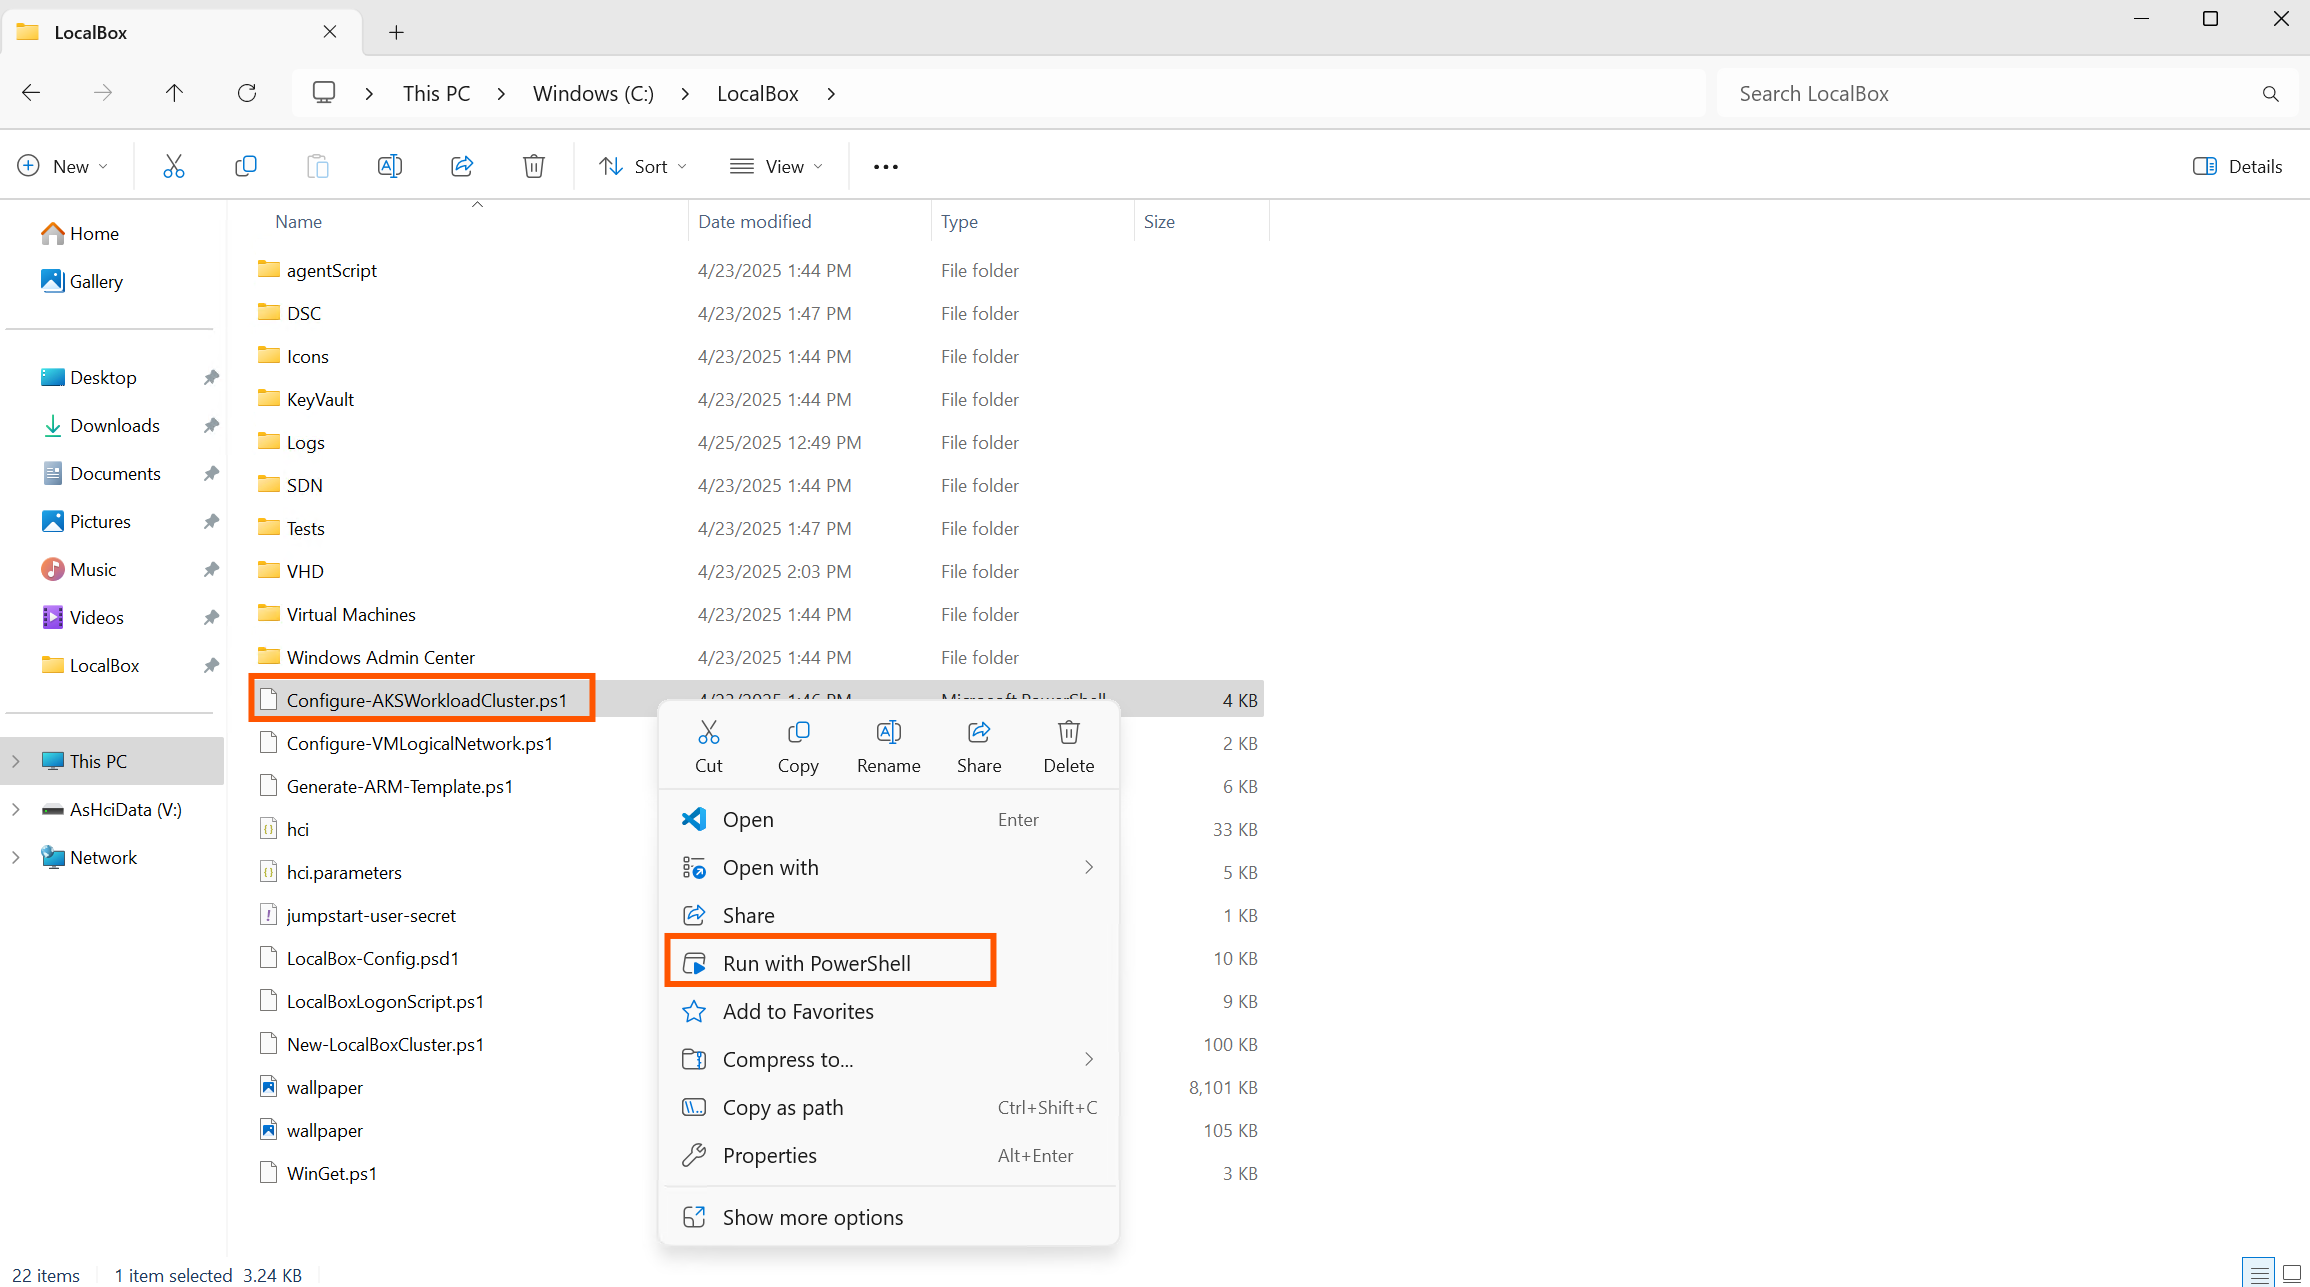 LocalBox
This PC Windows (C:) LocalBox
Search LocalBox
New Sort View Details
Name Date modified Type Size
Home
Gallery
Desktop
Downloads
Documents
Pictures
Music
Videos
LocalBox
This PC
AsHciData (V:)
Network
agentScript 4/23/2025 1:44 PM File folder
DSC 4/23/2025 1:47 PM File folder
Icons 4/23/2025 1:44 PM File folder
KeyVault 4/23/2025 1:44 PM File folder
Logs 4/25/2025 12:49 PM File folder
SDN 4/23/2025 1:44 PM File folder
Tests 4/23/2025 1:47 PM File folder
VHD 4/23/2025 2:03 PM File folder
Virtual Machines 4/23/2025 1:44 PM File folder
Windows Admin Center 4/23/2025 1:44 PM File folder
Configure-AKSWorkloadCluster.ps1 4/23/2025 1:46 PM Microsoft PowerShell 4 KB
Configure-VMLogicalNetwork.ps1 2 KB
Generate-ARM-Template.ps1 6 KB
hci 33 KB
hci.parameters 5 KB
jumpstart-user-secret 1 KB
LocalBox-Config.psd1 10 KB
LocalBoxLogonScript.ps1 9 KB
New-LocalBoxCluster.ps1 100 KB
wallpaper 8,101 KB
wallpaper 105 KB
WinGet.ps1 3 KB
Cut Copy Rename Share Delete
Open Enter
Open with
Share
Run with PowerShell
Add to Favorites
Compress to...
Copy as path Ctrl+Shift+C
Properties Alt+Enter
Show more options
22 items 1 item selected 3.24 KB